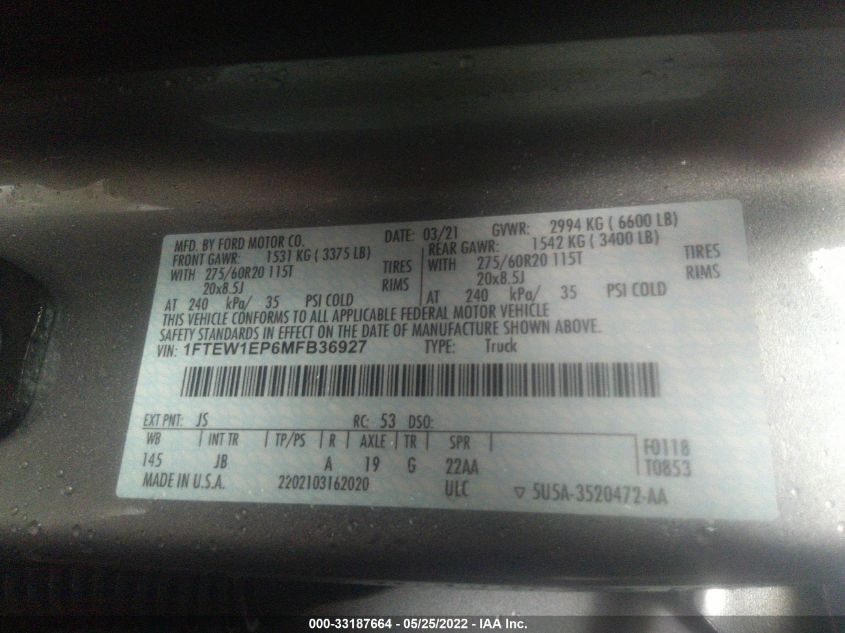 MFD. BY FORD MOTOR CO. DATE: 03/21 GVWR: 2994 KG ( 6600 LB)
FRONT GAWR: 1531 KG ( 3375 LB) REAR GAWR: 1542 KG ( 3400 LB)
WITH 275/60R20 115T TIRES WITH 275/60R20 115T TIRES
20x8.5J RIMS 20x8.5J RIMS
AT 240 kPa/ 35 PSI COLD AT 240 kPa/ 35 PSI COLD
THIS VEHICLE CONFORMS TO ALL APPLICABLE FEDERAL MOTOR VEHICLE
SAFETY STANDARDS IN EFFECT ON THE DATE OF MANUFACTURE SHOWN ABOVE.
VIN: 1FTEW1EP6MFB36927 TYPE: Truck
EXT PNT: JS RC: 53 DSO:
WB INT TR TP/PS R AXLE TR SPR F0118
145 JB A 19 G 22AA T0853
MADE IN U.S.A. 2202103162020 ULC ▽ 5U5A-3520472-AA
000-33187664 - 05/25/2022 - IAA Inc.